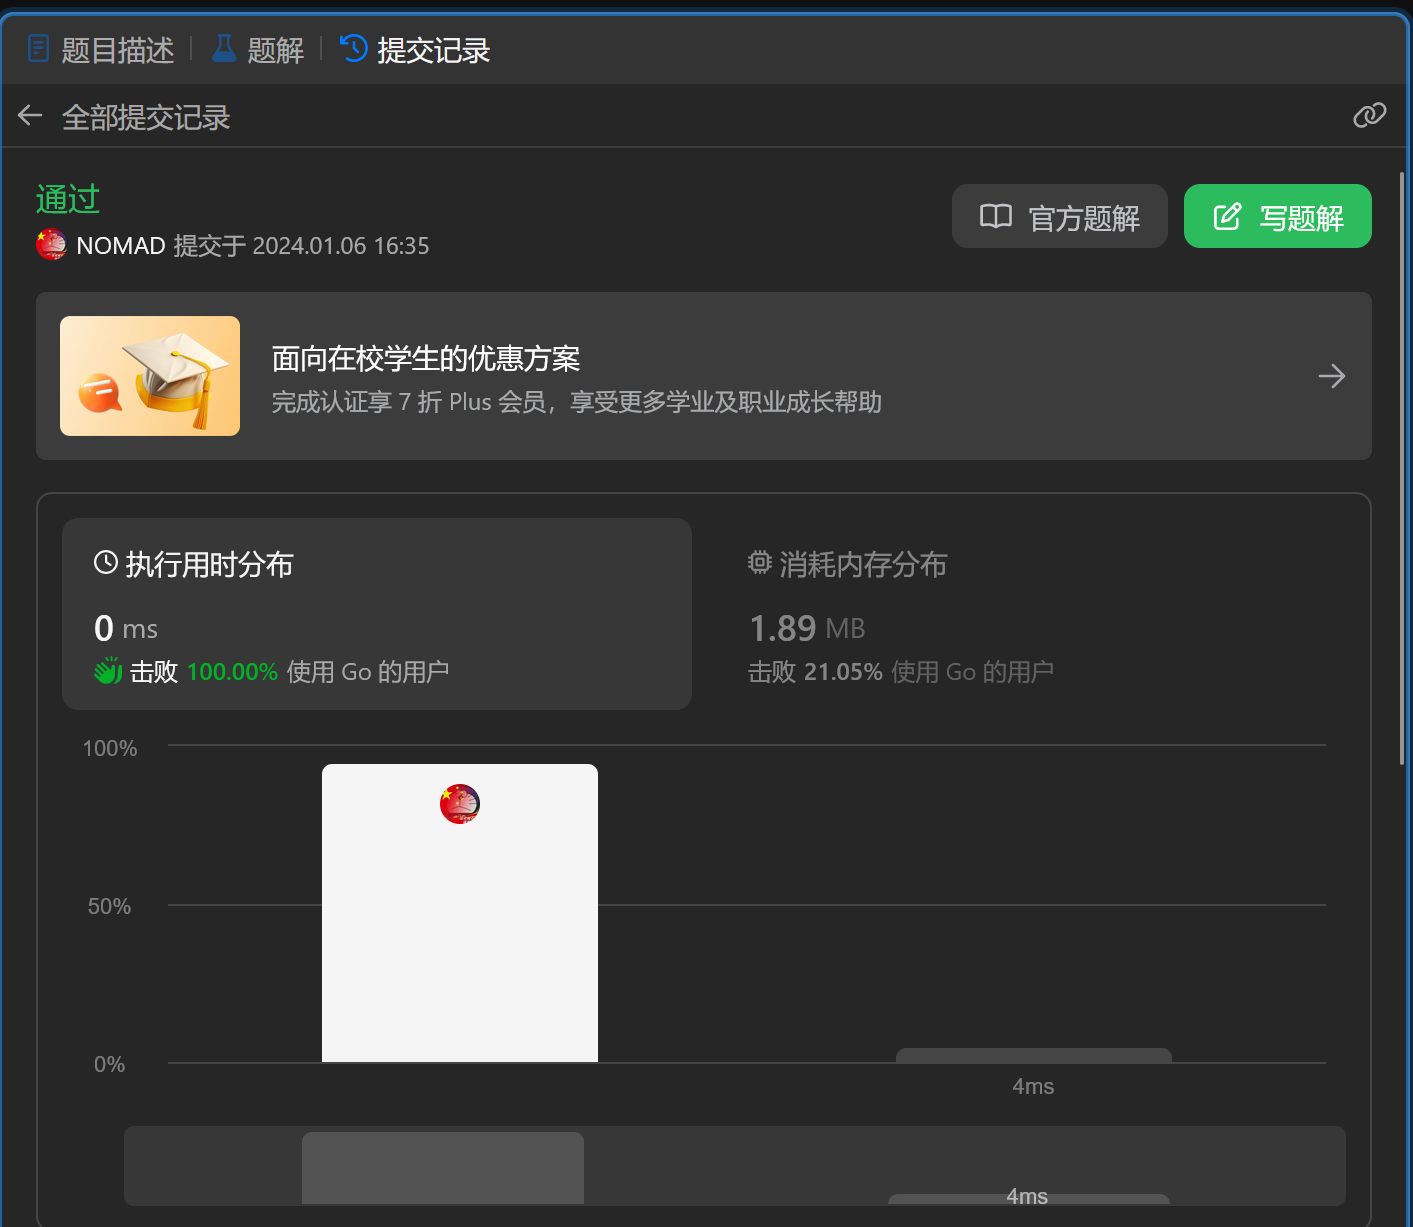 题目描述 题解 提交记录
全部提交记录
通过
NOMAD 提交于 2024.01.06 16:35
官方题解
写题解
面向在校学生的优惠方案
完成认证享 7 折 Plus 会员，享受更多学业及职业成长帮助
执行用时分布
0 ms
击败 100.00% 使用 Go 的用户
消耗内存分布
1.89 MB
击败 21.05% 使用 Go 的用户
100%
50%
0%
4ms
4ms